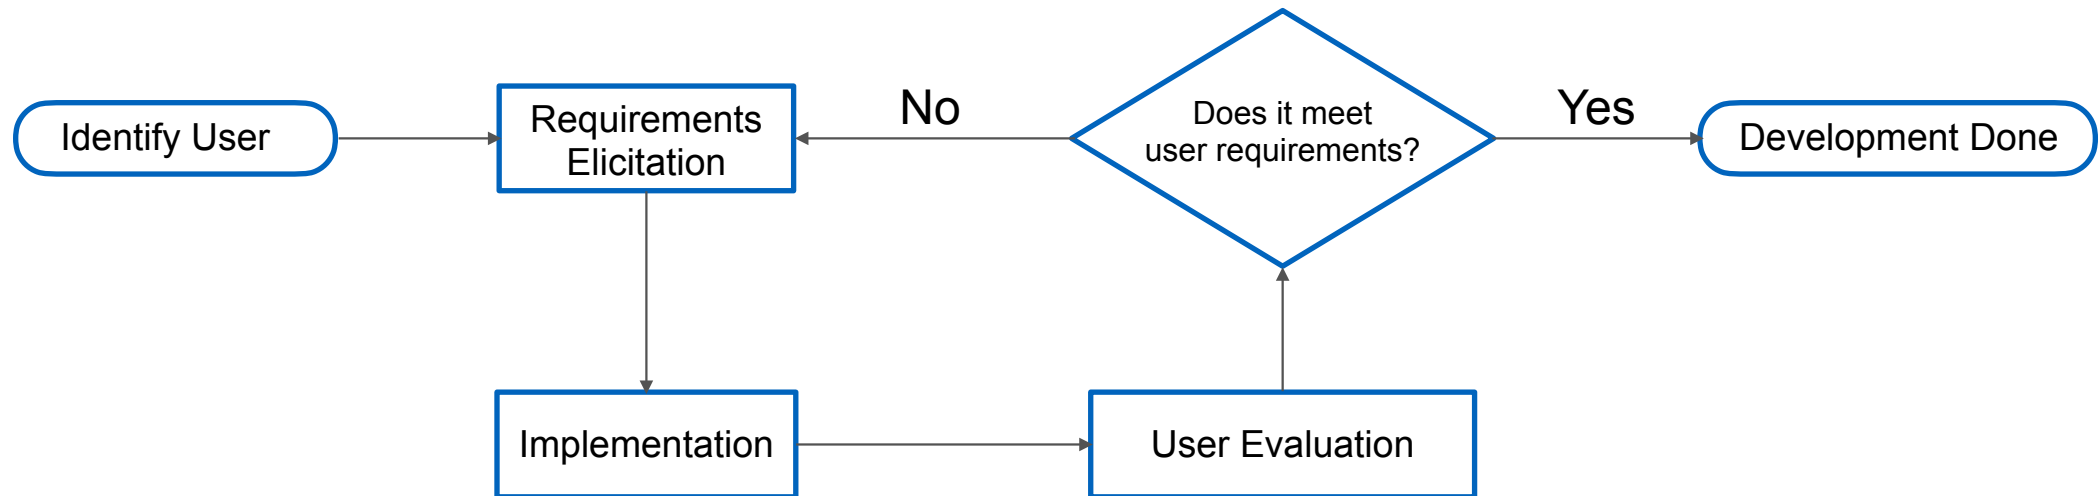 Identify User
Requirements
Elicitation
No
Does it meet
user requirements?
Yes
Development Done
Implementation
User Evaluation